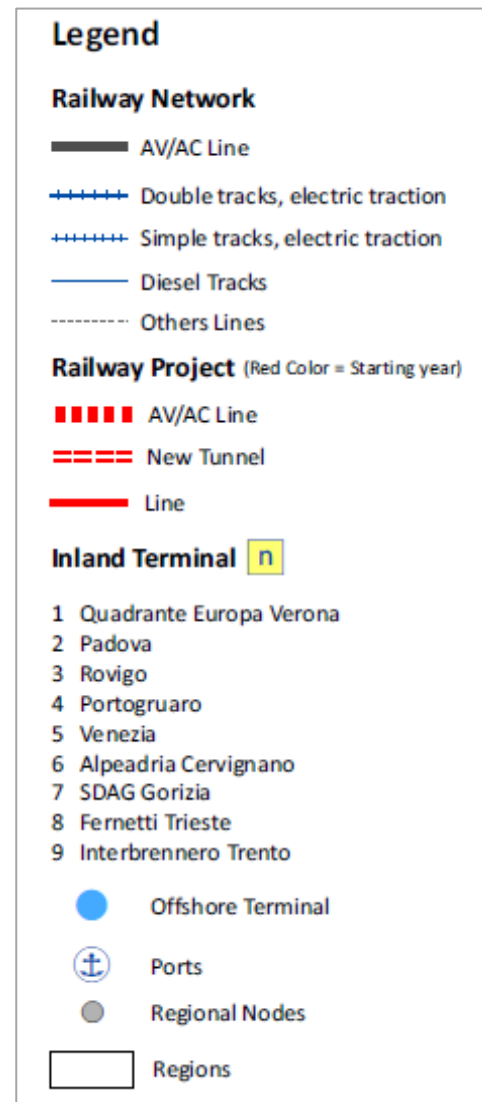 Legend
Railway Network
AV/AC Line
Double tracks, electric traction
Simple tracks, electric traction
Diesel Tracks
Others Lines
Railway Project (Red Color = Starting year)
AV/AC Line
New Tunnel
Line
Inland Terminal n
1 Quadrante Europa Verona
2 Padova
3 Rovigo
4 Portogruaro
5 Venezia
6 Alpeadria Cervignano
7 SDAG Gorizia
8 Fernetti Trieste
9 Interbrennero Trento
Offshore Terminal
Ports
Regional Nodes
Regions